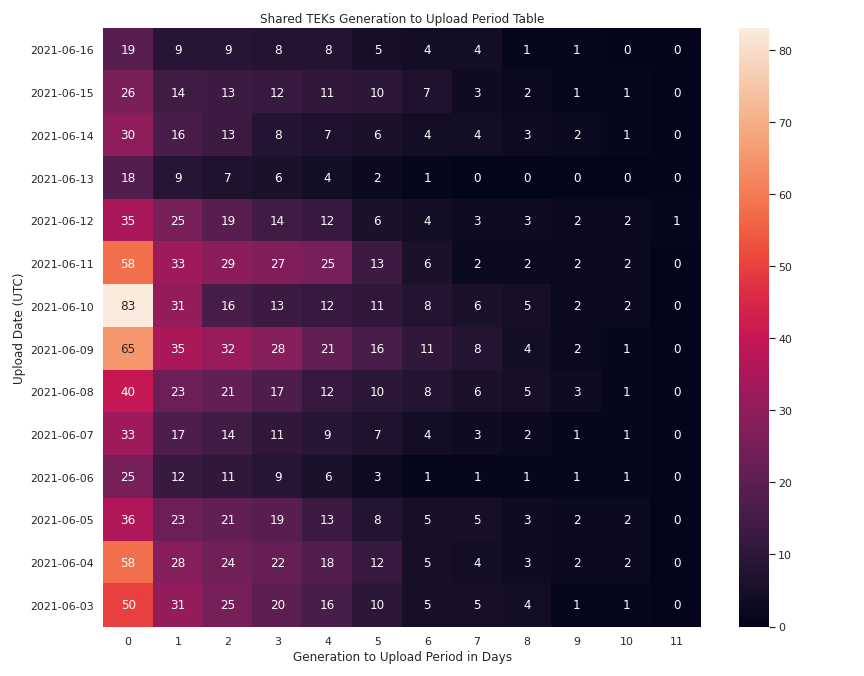 Shared TEKs Generation to Upload Period Table
Upload Date (UTC)
2021-06-16 19 9 9 8 8 5 4 4 1 1 0 0
2021-06-15 26 14 13 12 11 10 7 3 2 1 1 0
2021-06-14 30 16 13 8 7 6 4 4 3 2 1 0
2021-06-13 18 9 7 6 4 2 1 0 0 0 0 0
2021-06-12 35 25 19 14 12 6 4 3 3 2 2 1
2021-06-11 58 33 29 27 25 13 6 2 2 2 2 0
2021-06-10 83 31 16 13 12 11 8 6 5 2 2 0
2021-06-09 65 35 32 28 21 16 11 8 4 2 1 0
2021-06-08 40 23 21 17 12 10 8 6 5 3 1 0
2021-06-07 33 17 14 11 9 7 4 3 2 1 1 0
2021-06-06 25 12 11 9 6 3 1 1 1 1 1 0
2021-06-05 36 23 21 19 13 8 5 5 3 2 2 0
2021-06-04 58 28 24 22 18 12 5 4 3 2 2 0
2021-06-03 50 31 25 20 16 10 5 5 4 1 1 0
0 1 2 3 4 5 6 7 8 9 10 11
Generation to Upload Period in Days
80
70
60
50
40
30
20
10
0